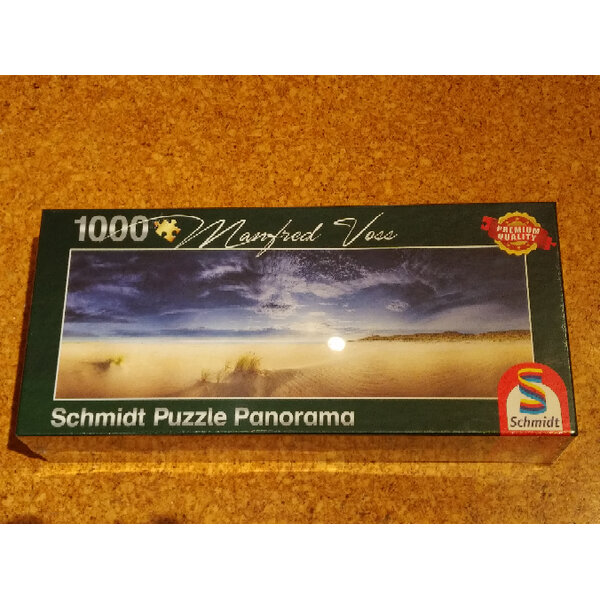 1000 Manfred Voss
PREMIUM
QUALITY
Schmidt Puzzle Panorama
Schmidt